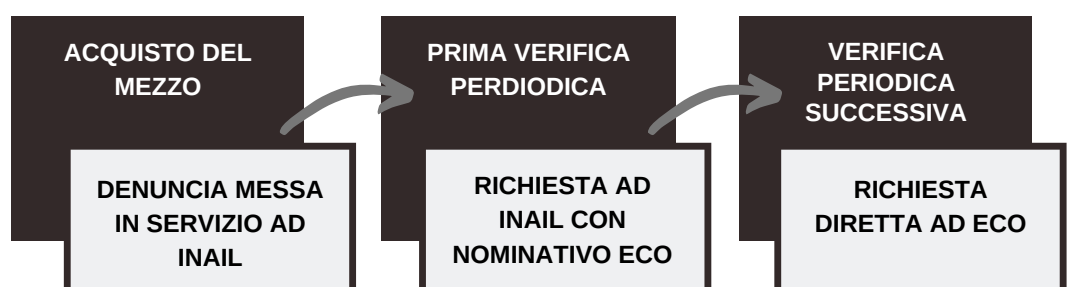 ACQUISTO DEL
MEZZO
DENUNCIA MESSA
IN SERVIZIO AD
INAIL
PRIMA VERIFICA
PERDIODICA
RICHIESTA AD
INAIL CON
NOMINATIVO ECO
VERIFICA
PERIODICA
SUCCESSIVA
RICHIESTA
DIRETTA AD ECO